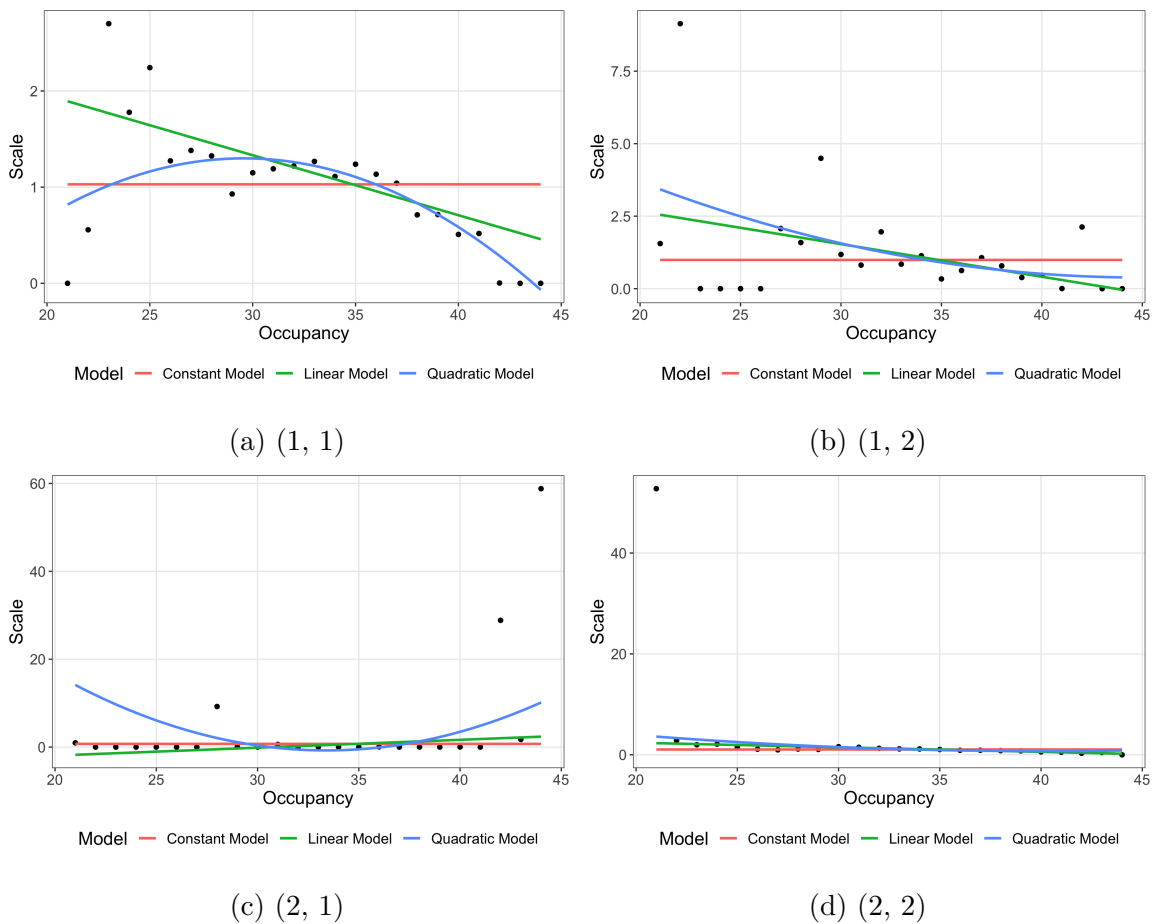 2
1
0
Scale
20 25 30 35 40 45
Occupancy
Model Constant Model Linear Model Quadratic Model
(a) (1, 1)
7.5
5.0
2.5
0.0
Scale
20 25 30 35 40 45
Occupancy
Model Constant Model Linear Model Quadratic Model
(b) (1, 2)
60
40
20
0
Scale
20 25 30 35 40 45
Occupancy
Model Constant Model Linear Model Quadratic Model
(c) (2, 1)
40
20
0
Scale
20 25 30 35 40 45
Occupancy
Model Constant Model Linear Model Quadratic Model
(d) (2, 2)